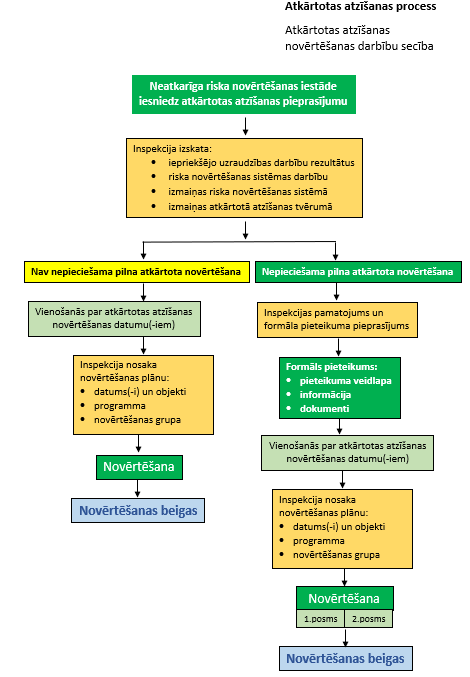 Atkārtotas atzīšanas process
Atkārtotas atzīšanas
novērtēšanas darbību secība
Neatkarīga riska novērtēšanas iestāde
iesniedz atkārtotas atzīšanas pieprasījumu
Inspekcija izskata:
• iepriekšējo uzraudzības darbību rezultātus
• riska novērtēšanas sistēmas darbību
• izmaiņas riska novērtēšanas sistēmā
• izmaiņas atkārtotā atzīšanas tvērumā
Nav nepieciešama pilna atkārtota novērtēšana
Vienošanās par atkārtotas atzīšanas
novērtēšanas datumu(-iem)
Inspekcija nosaka
novērtēšanas plānu:
• datums(-i) un objekti
• programma
• novērtēšanas grupa
Novērtēšana
Novērtēšanas beigas
Nepieciešama pilna atkārtota novērtēšana
Inspekcijas pamatojums un
formāla pieteikuma pieprasījums
Formāls pieteikums:
• pieteikuma veidlapa
• informācija
• dokumenti
Vienošanās par atkārtotas atzīšanas
novērtēšanas datumu(-iem)
Inspekcija nosaka
novērtēšanas plānu:
• datums(-i) un objekti
• programma
• novērtēšanas grupa
Novērtēšana
1.posms 2.posms
Novērtēšanas beigas